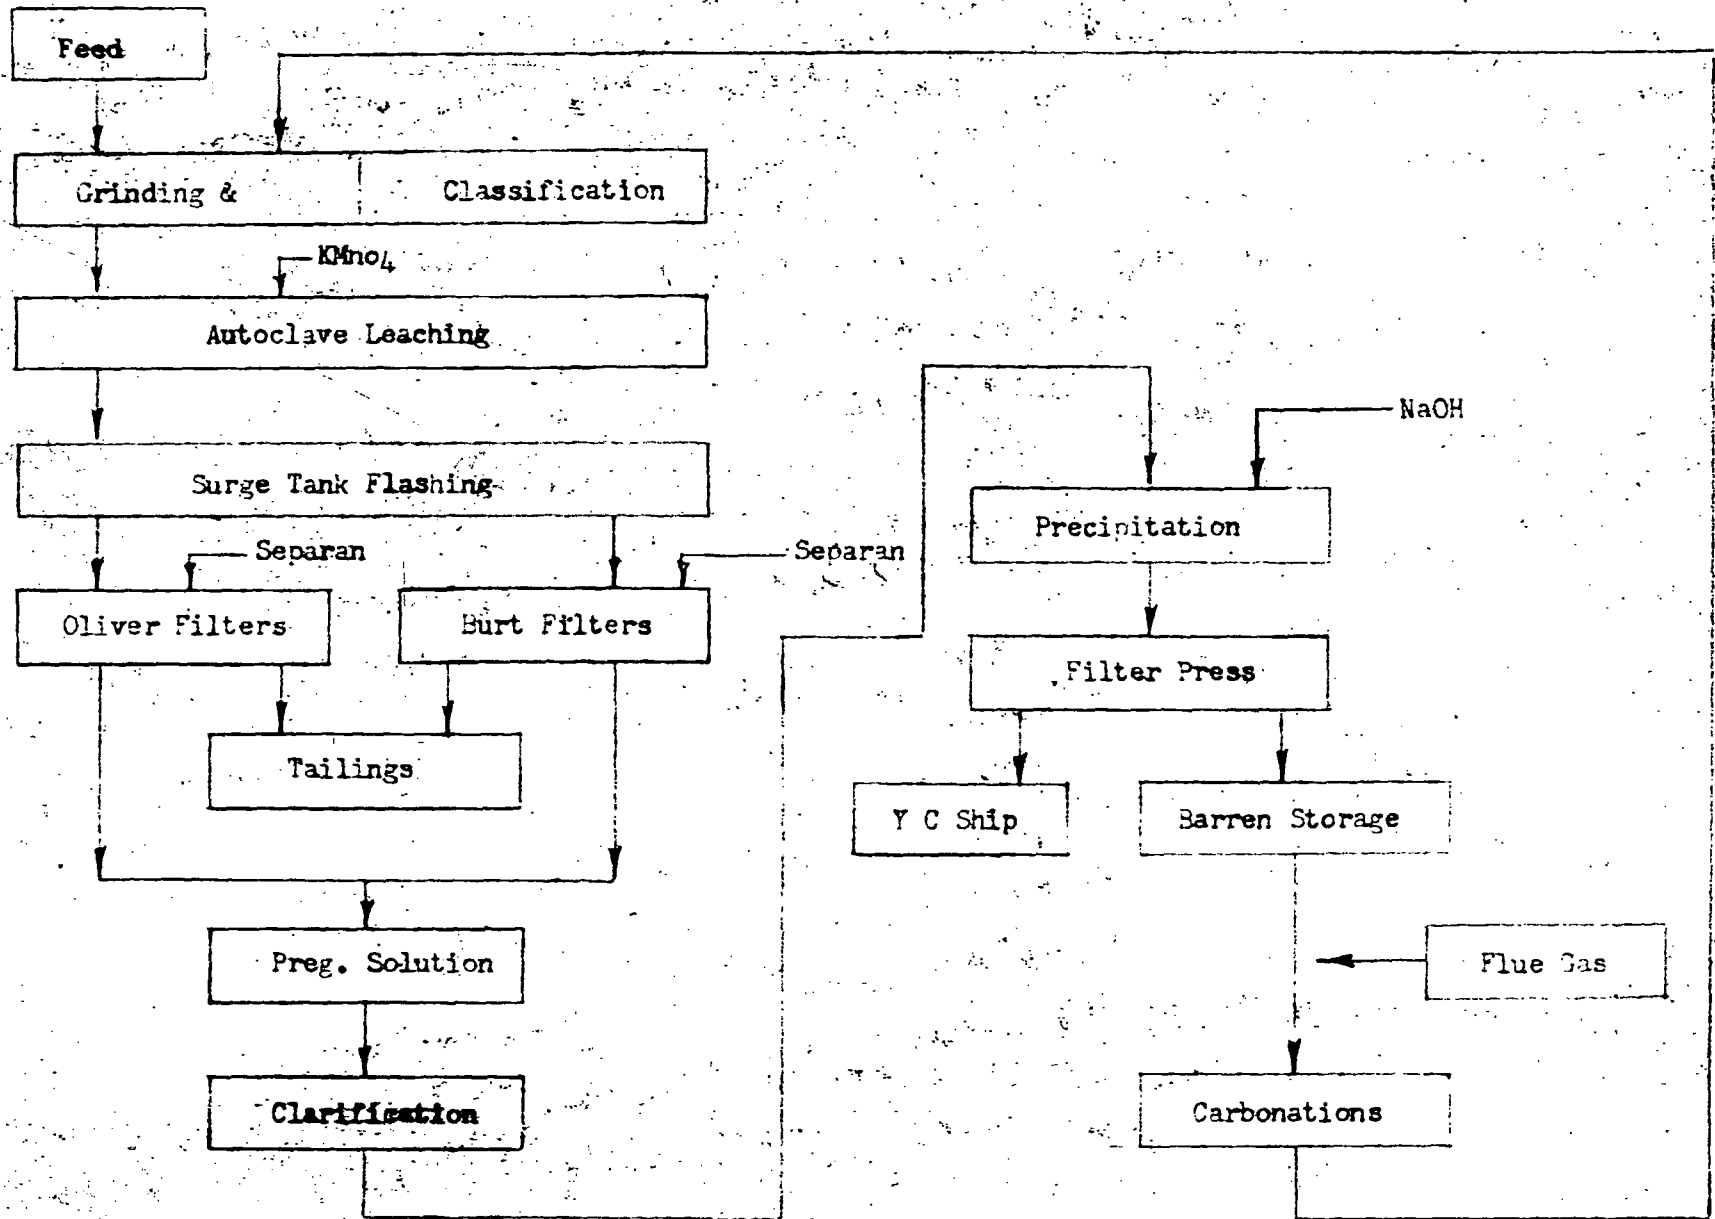 Feed
Grinding & Classification
KMno4
Autoclave Leaching
Surge Tank Flashing
Separan
Separan
Oliver Filters
Burt Filters
Tailings
Preg. Solution
Clarification
NaOH
Precipitation
Filter Press
Y C Ship
Barren Storage
Flue Gas
Carbonations